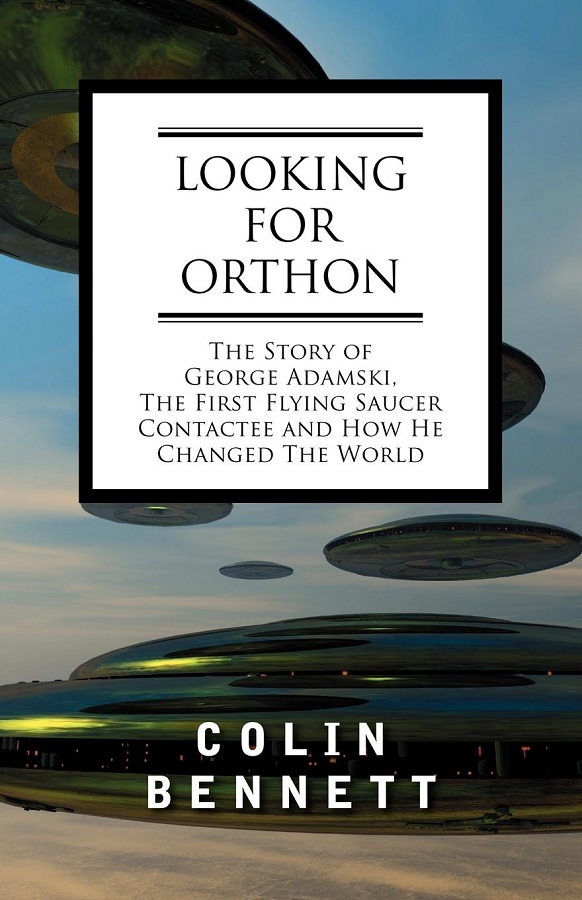 LOOKING
FOR
ORTHON
The Story of
George Adamski,
The First Flying Saucer
Contactee and How He
Changed The World
COLIN
BENNETT